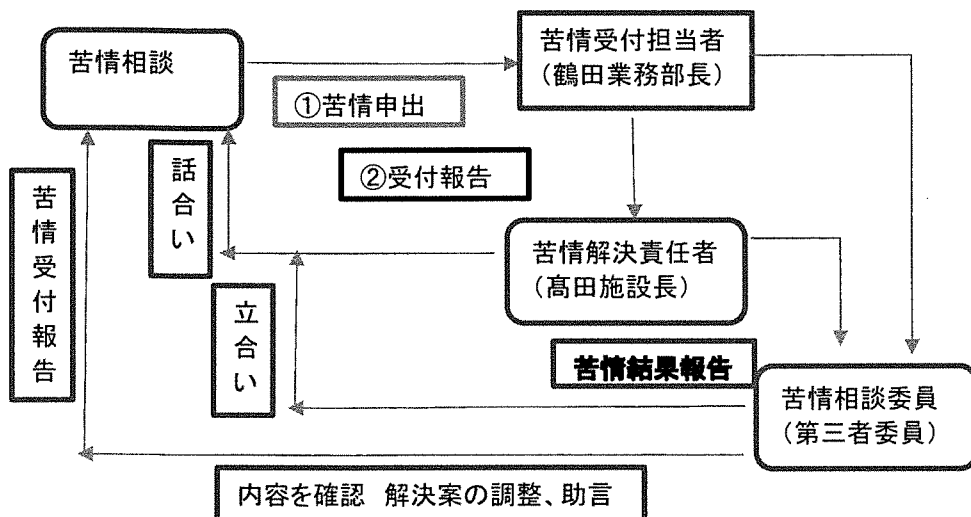 苦情相談
苦情受付担当者
(鶴田業務部長)
①苦情申出
②受付報告
話合い
苦情受付報告
苦情解決責任者
(髙田施設長)
立合い
苦情結果報告
苦情相談委員
(第三者委員)
内容を確認 解決案の調整、助言